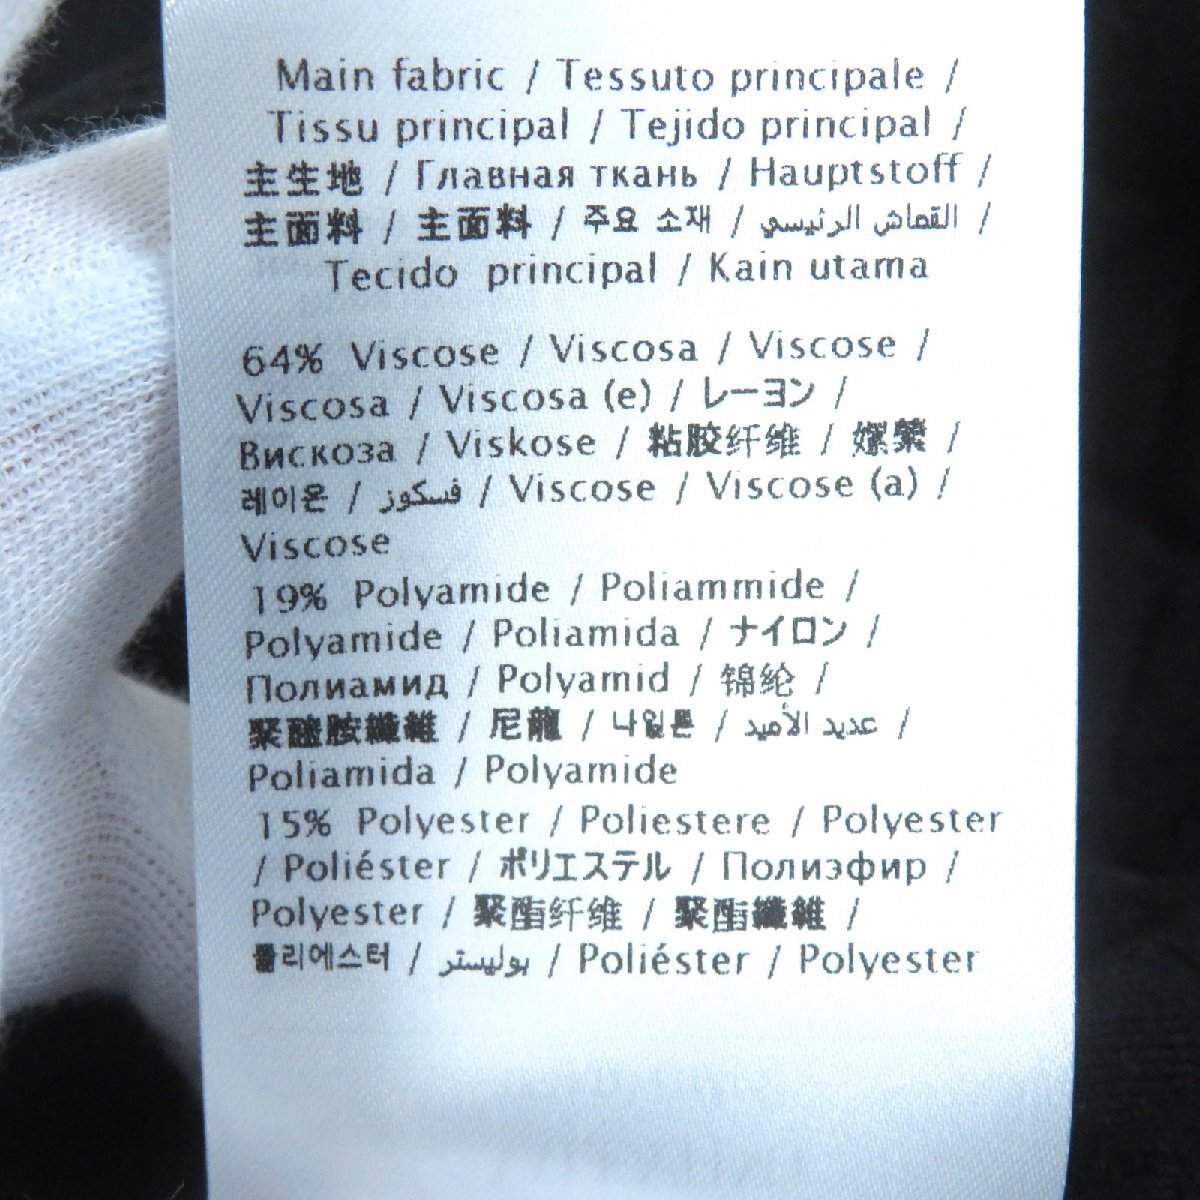 Main fabric / Tessuto principale /
Tissu principal / Tejido principal /
主生地 / Главная ткань / Hauptstoff /
主面料 / 主面料 / 주요 소재 / القماش الرئيسي /
Tecido principal / Kain utama
64% Viscose / Viscosa / Viscose /
Viscosa / Viscosa (e) / レーヨン /
Вискоза / Viskose / 粘胶纤维 / 嫘縈 /
레이온 / فسكوز / Viscose / Viscose (a) /
Viscose
19% Polyamide / Poliammide /
Polyamide / Poliamida / ナイロン /
Полиамид / Polyamid / 锦纶 /
聚醯胺纖維 / 尼龍 / 나일론 / عديد الأميد /
Poliamida / Polyamide
15% Polyester / Poliestere / Polyester
/ Poliéster / ポリエステル / Полиэфир /
Polyester / 聚酯纤维 / 聚酯纖維 /
폴리에스터 / بوليستر / Poliéster / Polyester